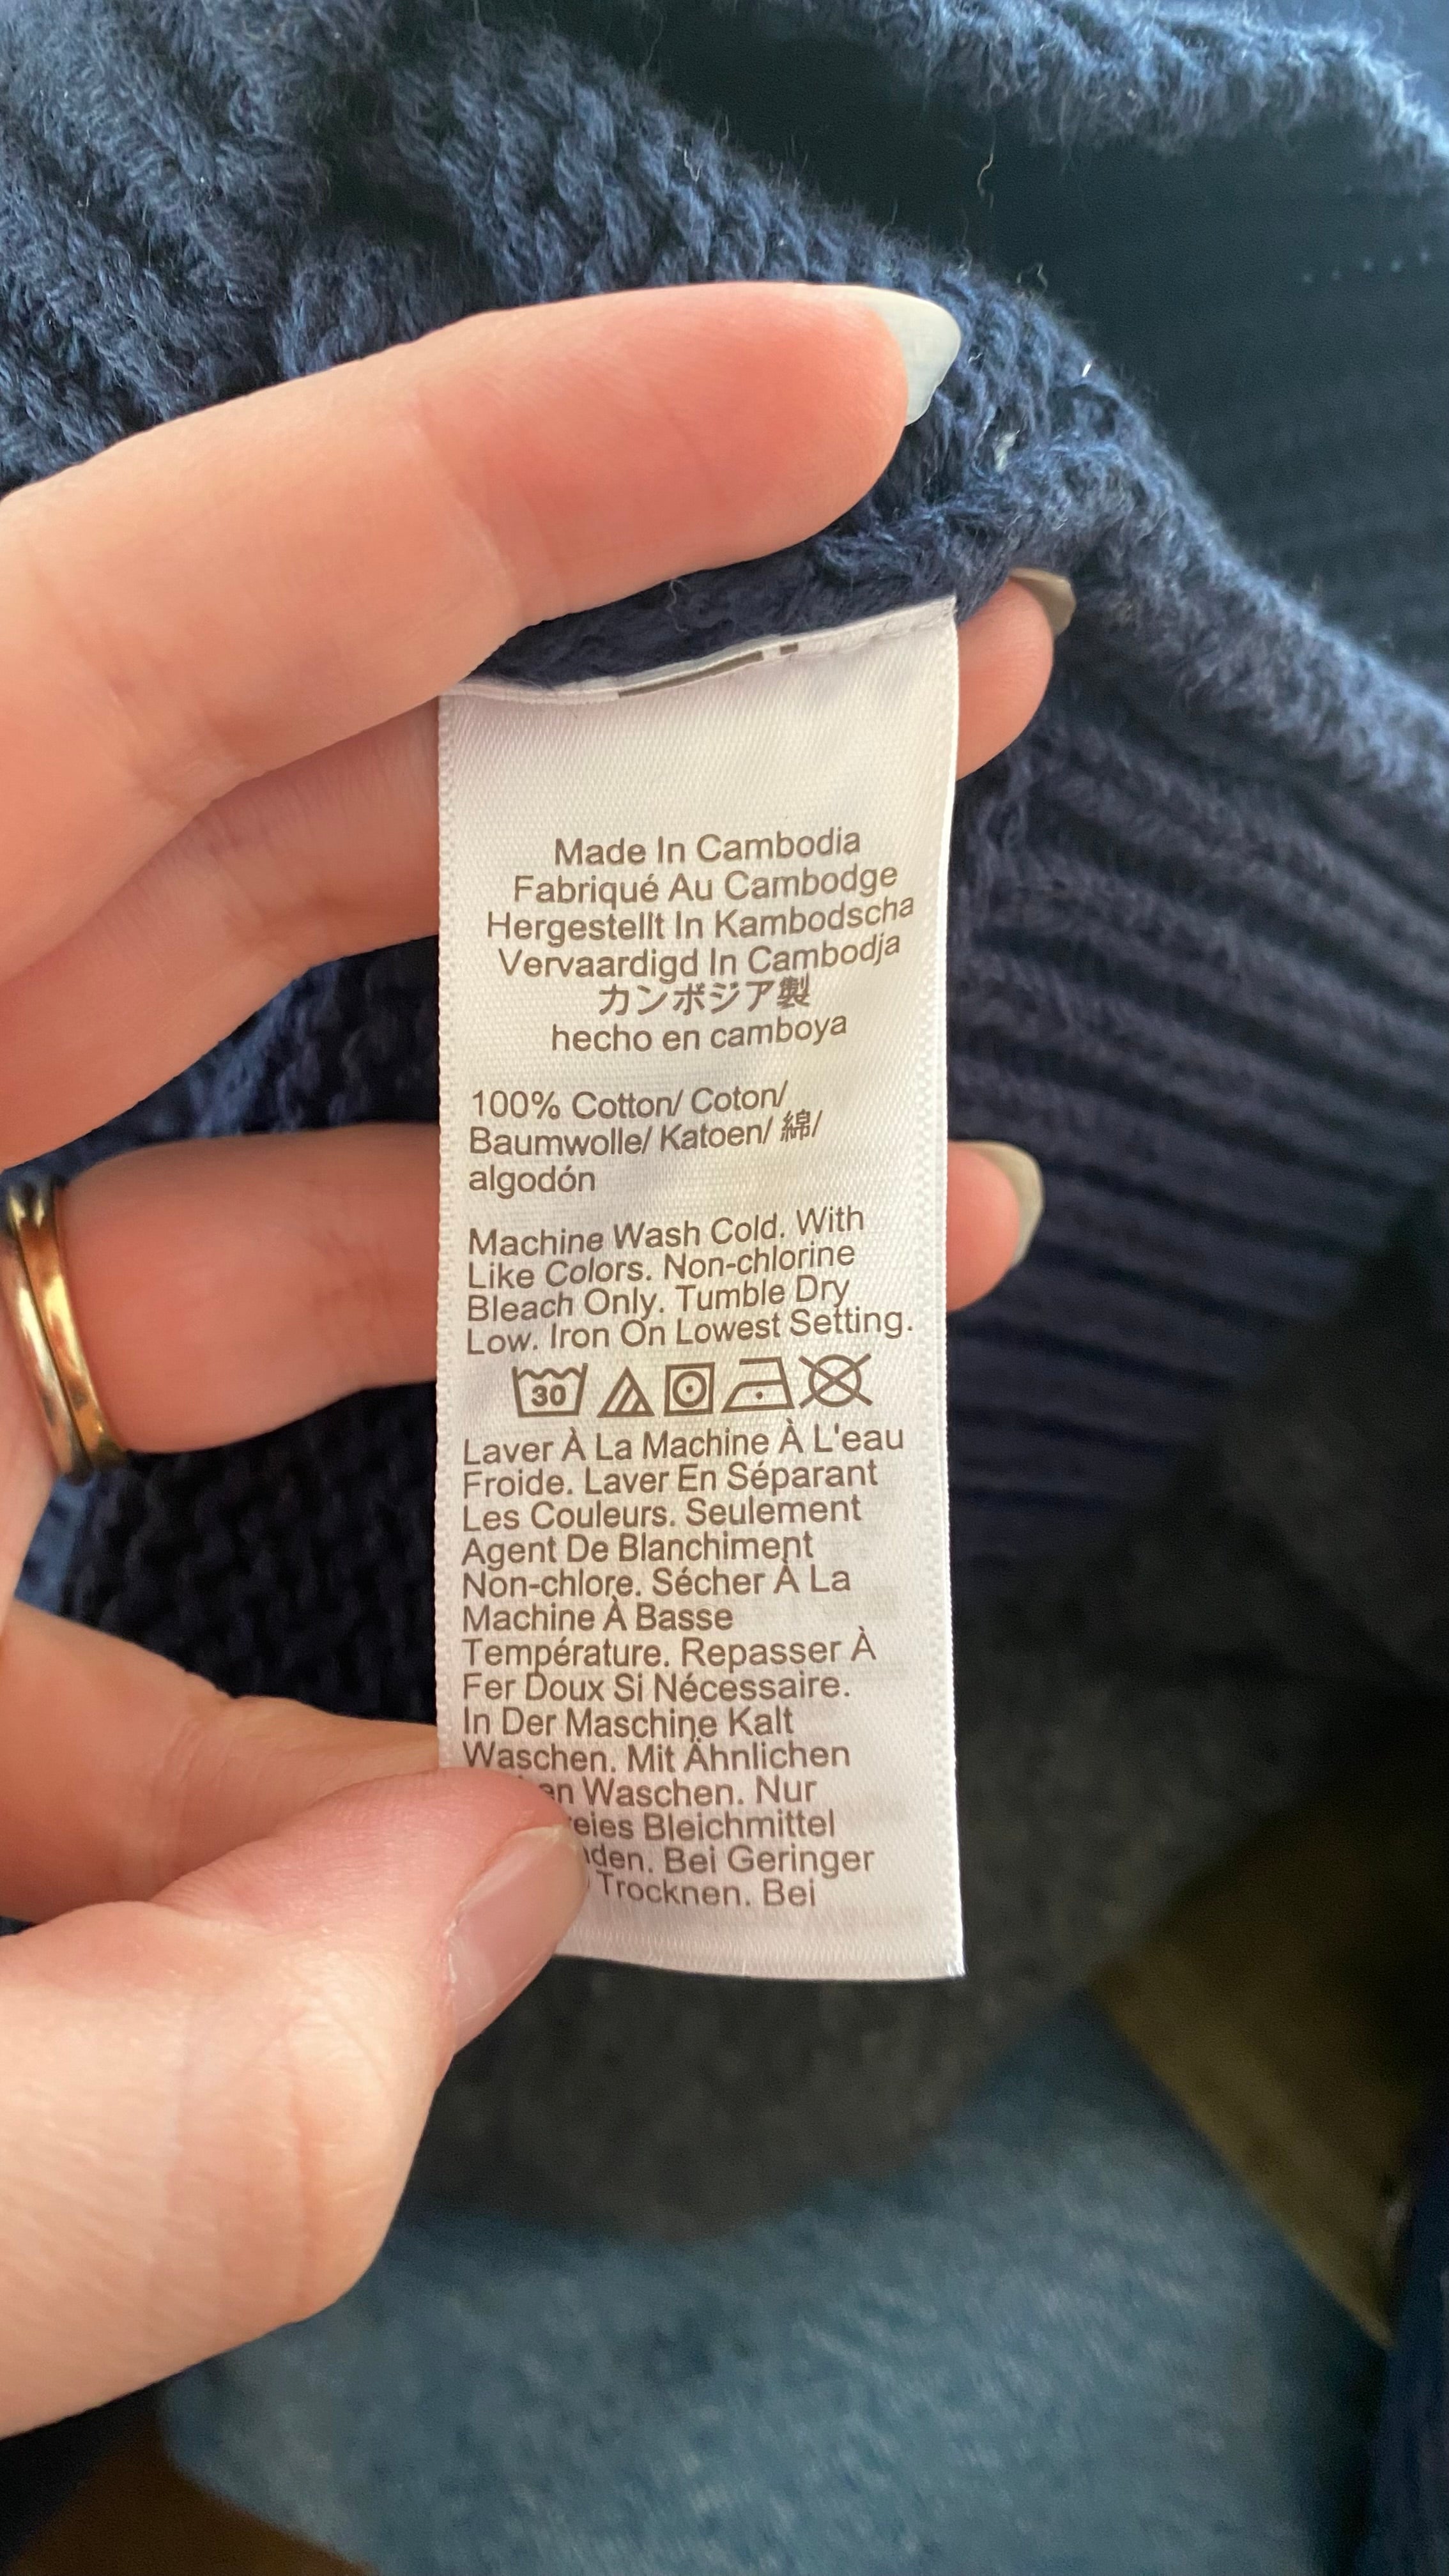 Made In Cambodia
Fabriqué Au Cambodge
Hergestellt In Kambodscha
Vervaardigd In Cambodja
カンボジア製
hecho en camboya
100% Cotton/ Coton/
Baumwolle/ Katoen/ 綿/
algodón
Machine Wash Cold. With
Like Colors. Non-chlorine
Bleach Only. Tumble Dry
Low. Iron On Lowest Setting.
30
Laver À La Machine À L'eau
Froide. Laver En Séparant
Les Couleurs. Seulement
Agent De Blanchiment
Non-chlore. Sécher À La
Machine À Basse
Température. Repasser À
Fer Doux Si Nécessaire.
In Der Maschine Kalt
Waschen. Mit Ähnlichen
Waschen. Nur
Bleichmittel
Bei Geringer
Trocknen. Bei